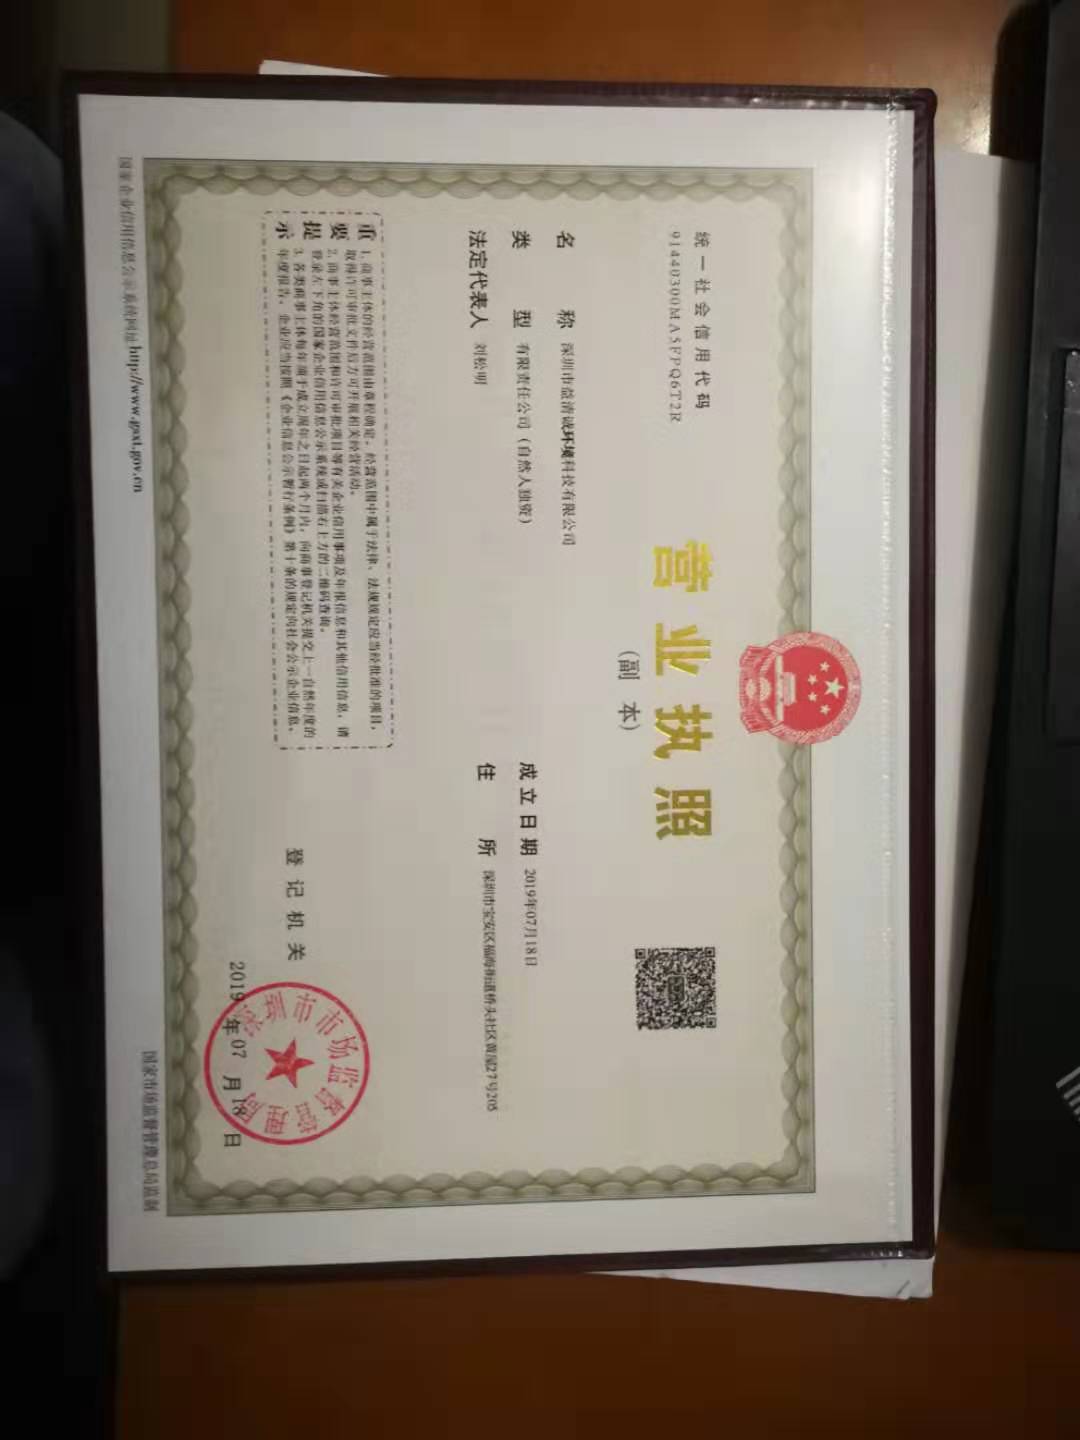 统一社会信用代码
91440300MA5FPQ6T2R
营业执照
(副 本)
名 称 深圳市益清诚环境科技有限公司
类 型 有限责任公司(自然人独资)
法定代表人 刘松明
成立日期 2019年07月18日
住 所 深圳市宝安区福海街道桥头社区黄屋27号205
重要提示
1.商事主体的经营范围由章程确定。经营范围中属于法律、法规规定应当经批准的项目，
取得许可审批文件后方可开展相关经营活动。
2.商事主体经营范围和许可审批项目等有关企业信用事项及年报信息和其他信用信息，请
登录左下角的国家企业信用信息公示系统或扫描右上方的二维码查询。
3.各类商事主体每年须于成立周年之日起两个月内，向商事登记机关提交上一自然年度的
年度报告。企业应当按照《企业信息公示暂行条例》第十条的规定向社会公示企业信息。
登记机关
深圳市市场监督管理局
2019 年 07 月 18 日
国家企业信用信息公示系统网址http://www.gsxt.gov.cn
国家市场监督管理总局监制